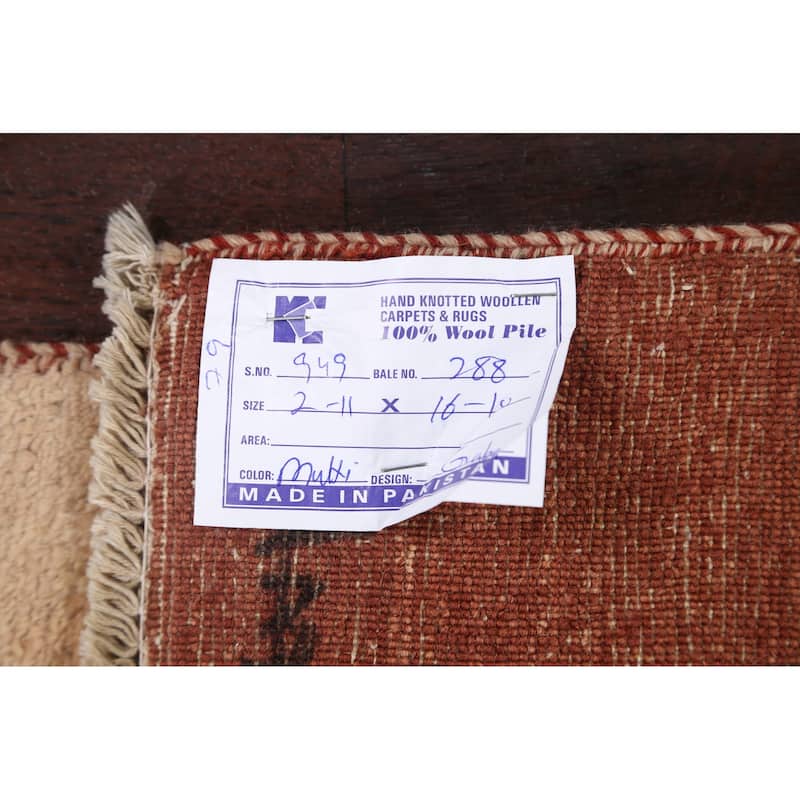 KC
HAND KNOTTED WOOLLEN
CARPETS & RUGS
100% Wool Pile
S.NO. 949 BALE NO. 288
SIZE 2-11 X 16-10
AREA:
COLOR: Multi DESIGN:
MADE IN PAKISTAN